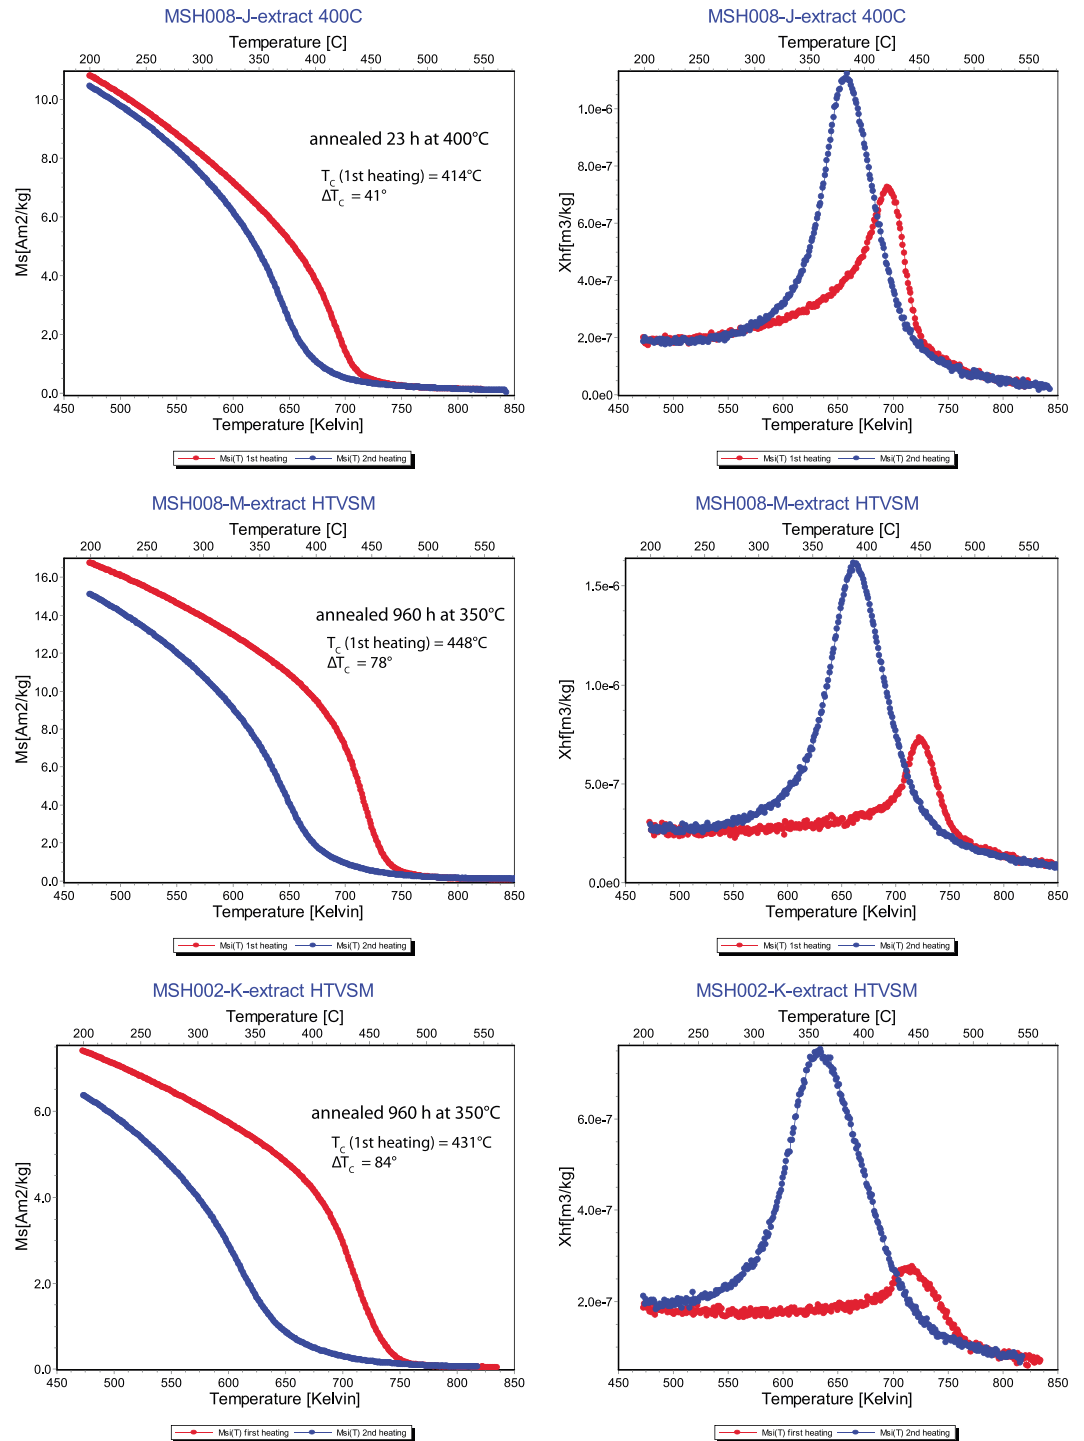 MSH008-J-extract 400C
Temperature [C]
200 250 300 350 400 450 500 550
Ms[Am2/kg]
10.0
8.0
6.0
4.0
2.0
0.0
annealed 23 h at 400°C
Tc (1st heating) = 414°C
ΔTc = 41°
450 500 550 600 650 700 750 800 850
Temperature [Kelvin]
Msi(T) 1st heating Msi(T) 2nd heating
MSH008-J-extract 400C
Temperature [C]
200 250 300 350 400 450 500 550
Xhf[m3/kg]
1.0e-6
8.0e-7
6.0e-7
4.0e-7
2.0e-7
0.0e0
450 500 550 600 650 700 750 800 850
Temperature [Kelvin]
Msi(T) 1st heating Msi(T) 2nd heating
MSH008-M-extract HTVSM
Temperature [C]
200 250 300 350 400 450 500 550
Ms[Am2/kg]
16.0
14.0
12.0
10.0
8.0
6.0
4.0
2.0
0.0
annealed 960 h at 350°C
Tc (1st heating) = 448°C
ΔTc = 78°
450 500 550 600 650 700 750 800 850
Temperature [Kelvin]
Msi(T) 1st heating Msi(T) 2nd heating
MSH008-M-extract HTVSM
Temperature [C]
200 250 300 350 400 450 500 550
Xhf[m3/kg]
1.5e-6
1.0e-6
5.0e-7
0.0e0
450 500 550 600 650 700 750 800 850
Temperature [Kelvin]
Msi(T) 1st heating Msi(T) 2nd heating
MSH002-K-extract HTVSM
Temperature [C]
200 250 300 350 400 450 500 550
Ms[Am2/kg]
6.0
4.0
2.0
0.0
annealed 960 h at 350°C
Tc (1st heating) = 431°C
ΔTc = 84°
450 500 550 600 650 700 750 800 850
Temperature [Kelvin]
Msi(T) first heating Msi(T) 2nd heating
MSH002-K-extract HTVSM
Temperature [C]
200 250 300 350 400 450 500 550
Xhf[m3/kg]
6.0e-7
4.0e-7
2.0e-7
450 500 550 600 650 700 750 800 850
Temperature [Kelvin]
Msi(T) first heating Msi(T) 2nd heating